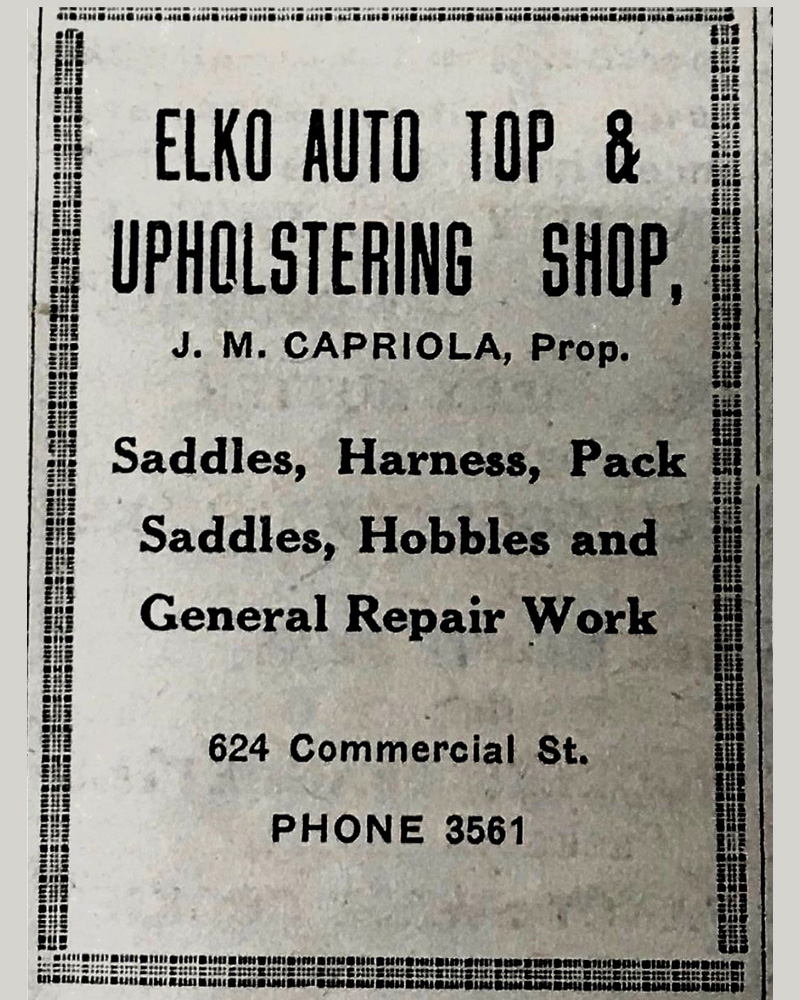 ELKO AUTO TOP &
UPHOLSTERING SHOP,
J. M. CAPRIOLA, Prop.
Saddles, Harness, Pack
Saddles, Hobbles and
General Repair Work
624 Commercial St.
PHONE 3561